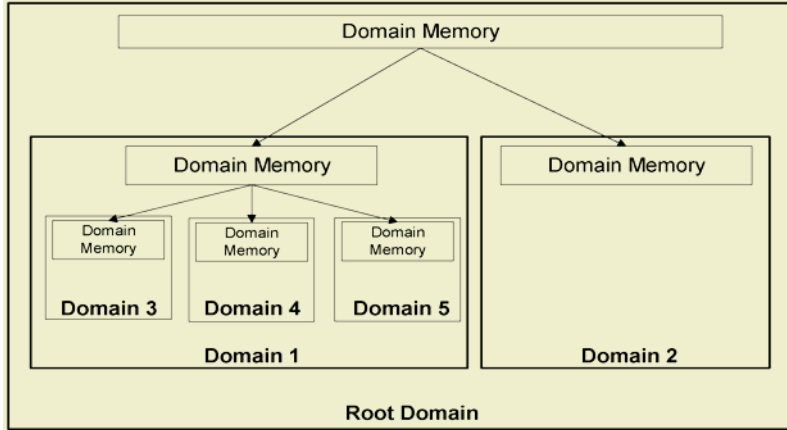 Domain Memory
Domain Memory
Domain Memory
Domain
Memory
Domain
Memory
Domain
Memory
Domain 3
Domain 4
Domain 5
Domain 1
Domain 2
Root Domain